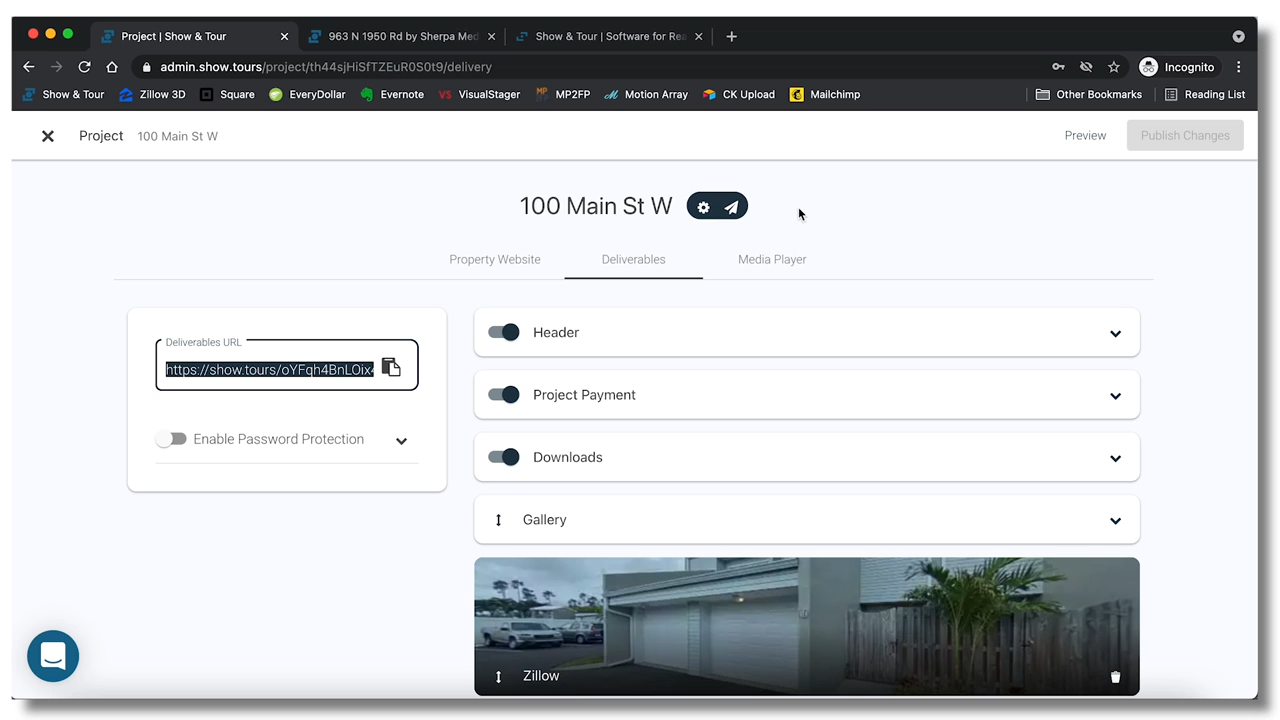 Project | Show & Tour
963 N 1950 Rd by Sherpa Med
Show & Tour | Software for Rea
admin.show.tours/project/th44sjHiSfTZEuR0S0t9/delivery
Incognito
Show & Tour
Zillow 3D
Square
EveryDollar
Evernote
VS VisualStager
MP2FP
Motion Array
CK Upload
Mailchimp
Other Bookmarks
Reading List
Project 100 Main St W
Preview
Publish Changes
100 Main St W
Property Website
Deliverables
Media Player
Deliverables URL
https://show.tours/oYFqh4BnLOix4
Enable Password Protection
Header
Project Payment
Downloads
Gallery
Zillow